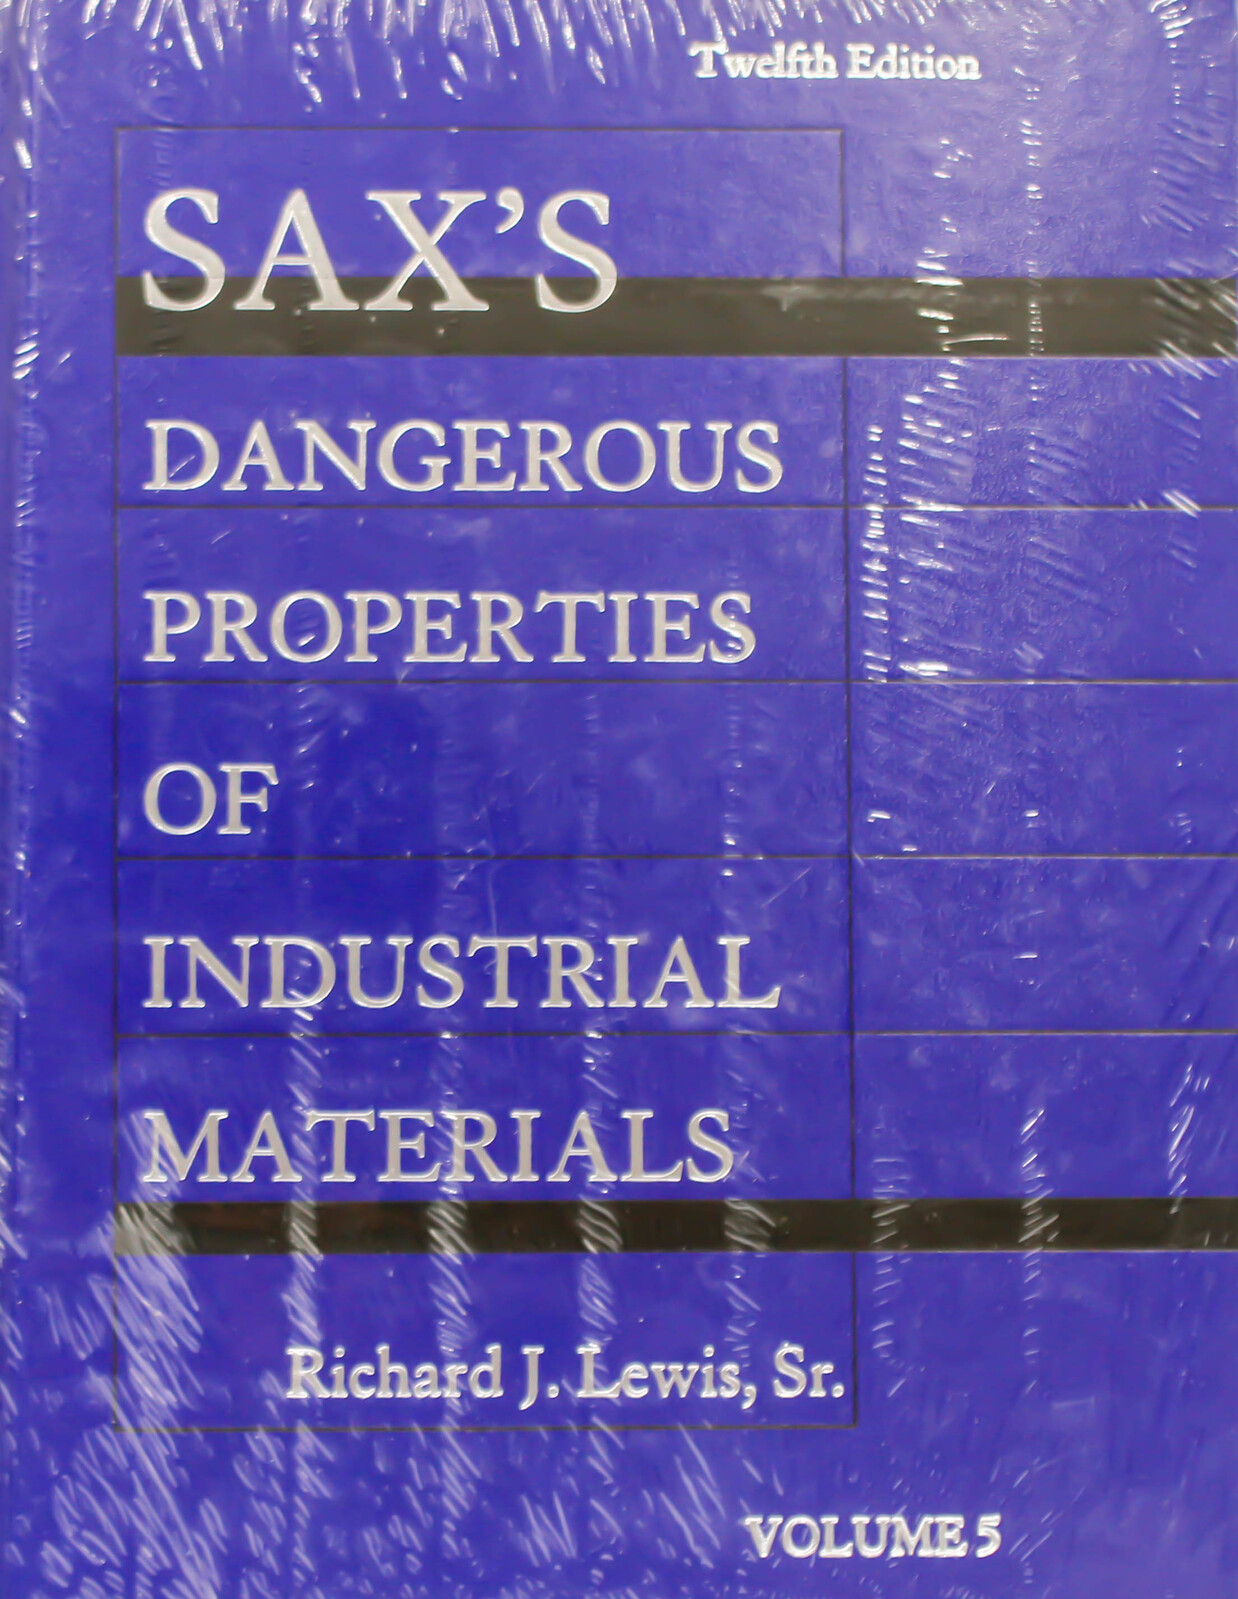 Twelfth Edition
SAX'S
DANGEROUS
PROPERTIES
OF
INDUSTRIAL
MATERIALS
Richard J. Lewis, Sr.
VOLUME 5